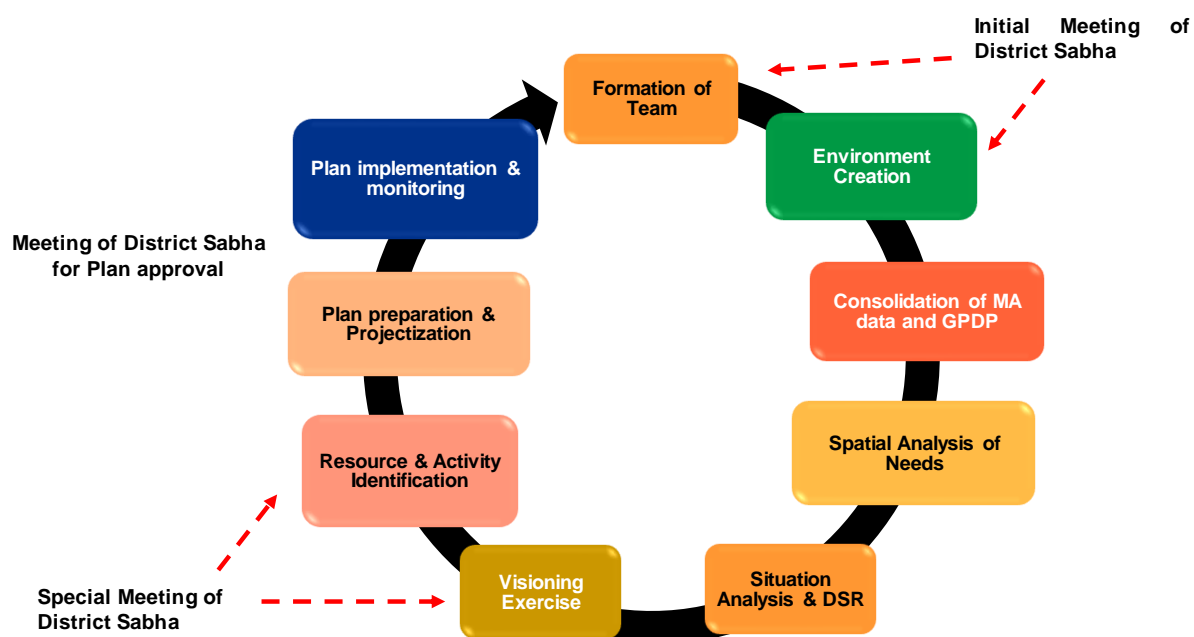 Initial Meeting of
District Sabha
Formation of
Team
Environment
Creation
Plan implementation &
monitoring
Meeting of District Sabha
for Plan approval
Consolidation of MA
data and GPDP
Plan preparation &
Projectization
Spatial Analysis of
Needs
Resource & Activity
Identification
Situation
Analysis & DSR
Visioning
Exercise
Special Meeting of
District Sabha